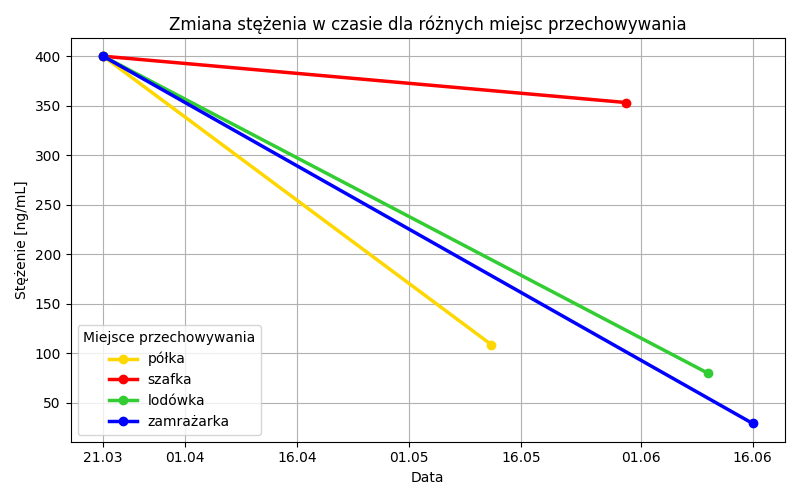 Zmiana stężenia w czasie dla różnych miejsc przechowywania
Stężenie [ng/mL]
400
350
300
250
200
150
100
50
Miejsce przechowywania
półka
szafka
lodówka
zamrażarka
21.03 01.04 16.04 01.05 16.05 01.06 16.06
Data